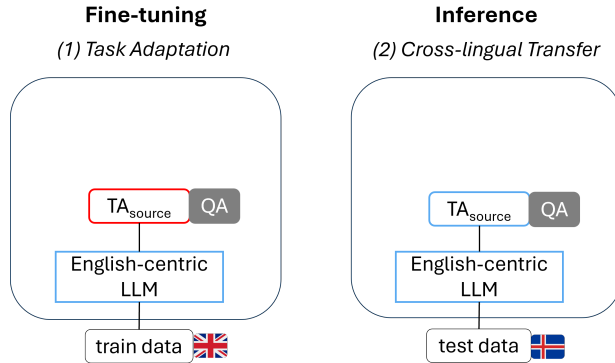 Fine-tuning
(1) Task Adaptation
TAsource
QA
English-centric
LLM
train data
Inference
(2) Cross-lingual Transfer
TAsource
QA
English-centric
LLM
test data